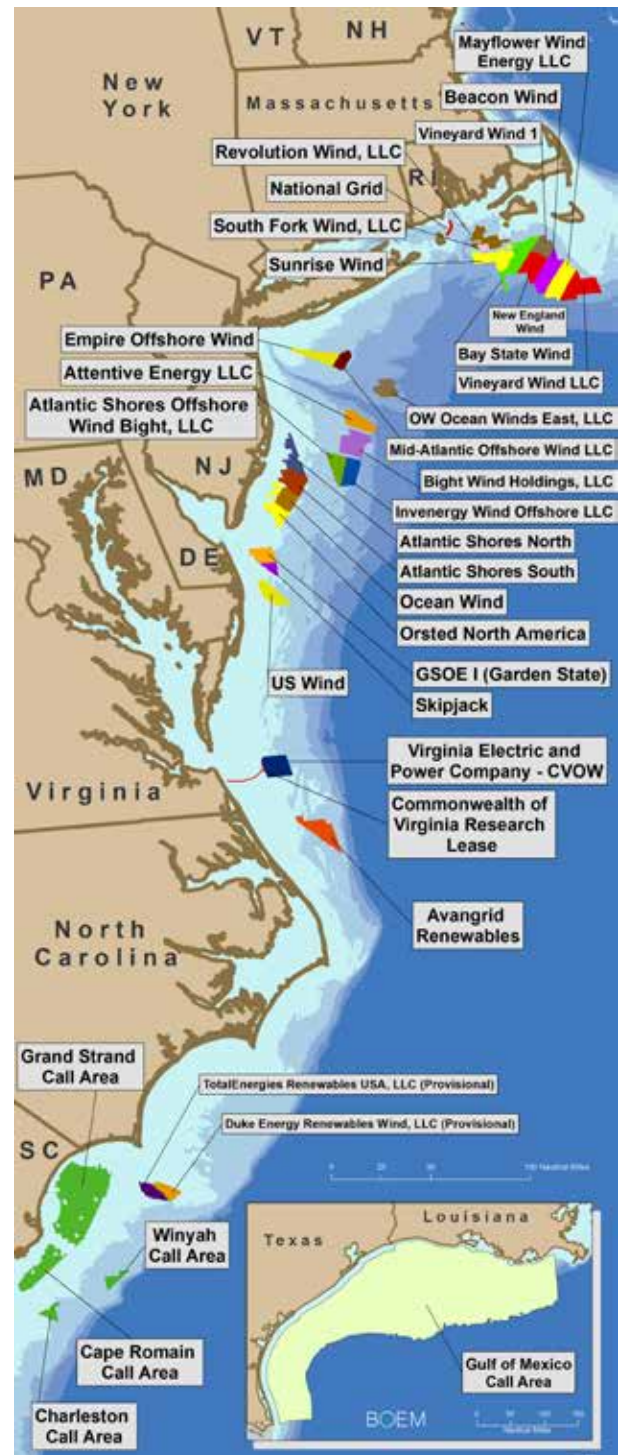 VT
NH
New
York
Massachusetts
Mayflower Wind
Energy LLC
Beacon Wind
Vineyard Wind 1
Revolution Wind, LLC
RI
National Grid
South Fork Wind, LLC
Sunrise Wind
PA
New England
Wind
Bay State Wind
Vineyard Wind LLC
Empire Offshore Wind
Attentive Energy LLC
Atlantic Shores Offshore
Wind Bight, LLC
OW Ocean Winds East, LLC
Mid-Atlantic Offshore Wind LLC
Bight Wind Holdings, LLC
Invenergy Wind Offshore LLC
Atlantic Shores North
Atlantic Shores South
Ocean Wind
Orsted North America
GSOE I (Garden State)
Skipjack
MD
NJ
DE
US Wind
Virginia
Virginia Electric and
Power Company - CVOW
Commonwealth of
Virginia Research
Lease
Avangrid
Renewables
North
Carolina
Grand Strand
Call Area
TotalEnergies Renewables USA, LLC (Provisional)
Duke Energy Renewables Wind, LLC (Provisional)
SC
Winyah
Call Area
Cape Romain
Call Area
Charleston
Call Area
Texas
Louisiana
Gulf of Mexico
Call Area
BOEM